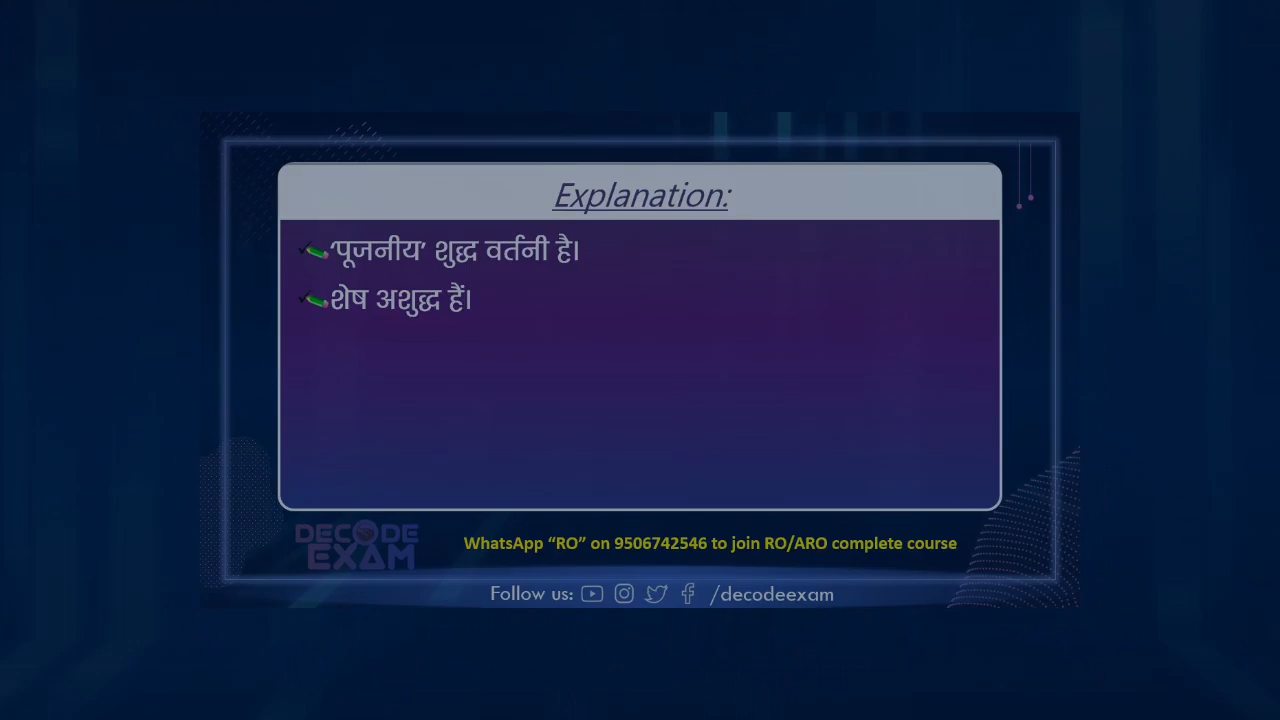 Explanation:
‘पूजनीय’ शुद्ध वर्तनी है।
शेष अशुद्ध हैं।
DECODE
EXAM
WhatsApp “RO” on 9506742546 to join RO/ARO complete course
Follow us: /decodeexam